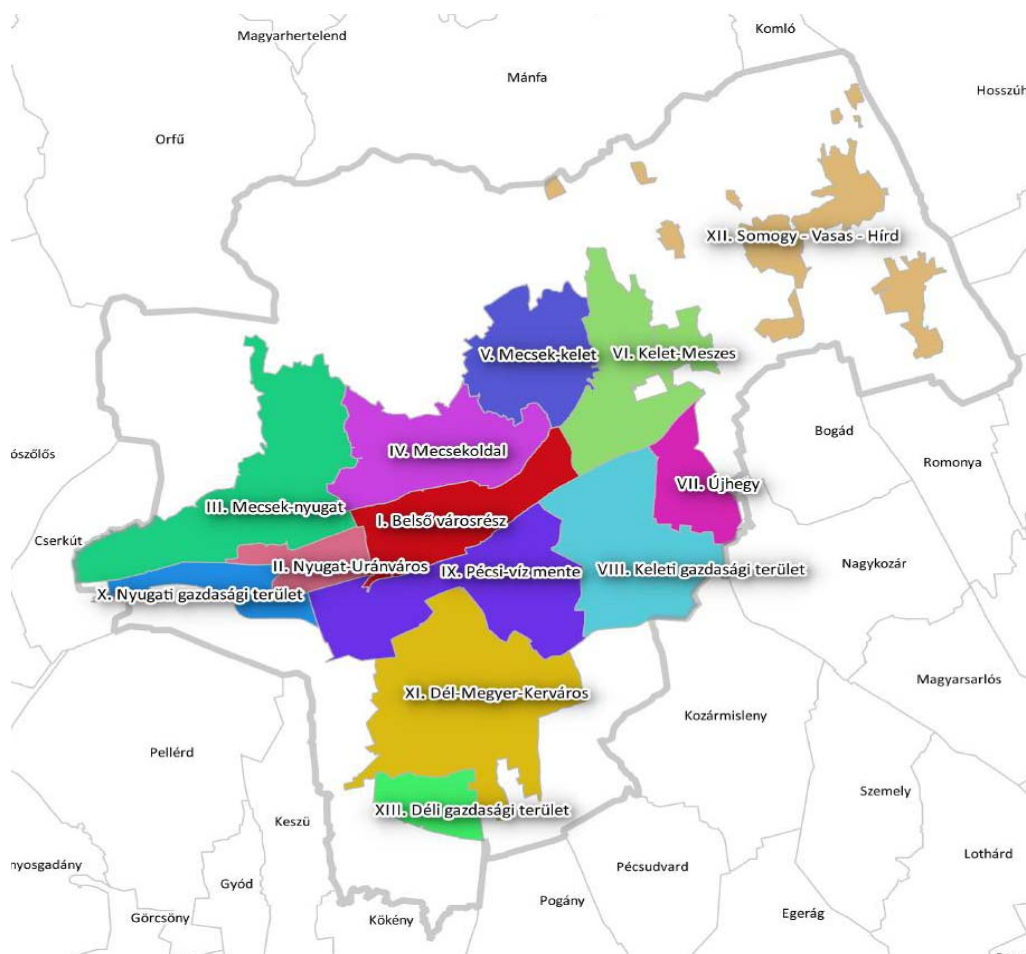 Komló
Magyarhertelend
Mánfa
Hosszúh
Orfű
XII. Somogy - Vasas - Hird
V. Mecsek-kelet
VI. Kelet-Meszes
Bogád
ószőlős
IV. Mecsekoldal
Romonya
VII. Újhegy
III. Mecsek-nyugat
I. Belső városrész
Cserkút
Nagykozár
II. Nyugat-Uránváros
IX. Pécsi-víz mente
VIII. Keleti gazdasági terület
X. Nyugati gazdasági terület
Magyarsarlós
XI. Dél-Megyer-Kerváros
Kozármisleny
Pellérd
Szemely
XIII. Déli gazdasági terület
Keszü
Lothárd
nyosgadány
Pécsudvard
Gyód
Pogány
Egerág
Görcsöny
Kökény